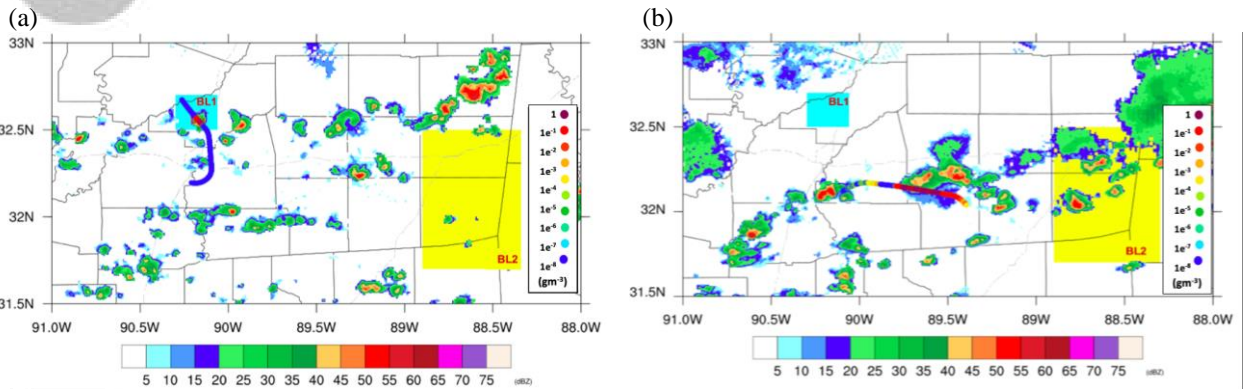 (a)
33N
32.5N
32N
31.5N
91.0W
90.5W
90W
89.5W
89W
88.5W
88.0W
BL1
BL2
1
1e-1
1e-2
1e-3
1e-4
1e-5
1e-6
1e-7
1e-8
(gm-3)
5 10 15 20 25 30 35 40 45 50 55 60 65 70 75 (dBZ)
(b)
33N
32.5N
32N
31.5N
91.0W
90.5W
90W
89.5W
89W
88.5W
88.0W
BL1
BL2
1
1e-1
1e-2
1e-3
1e-4
1e-5
1e-6
1e-7
1e-8
(gm-3)
5 10 15 20 25 30 35 40 45 50 55 60 65 70 75 (dBZ)